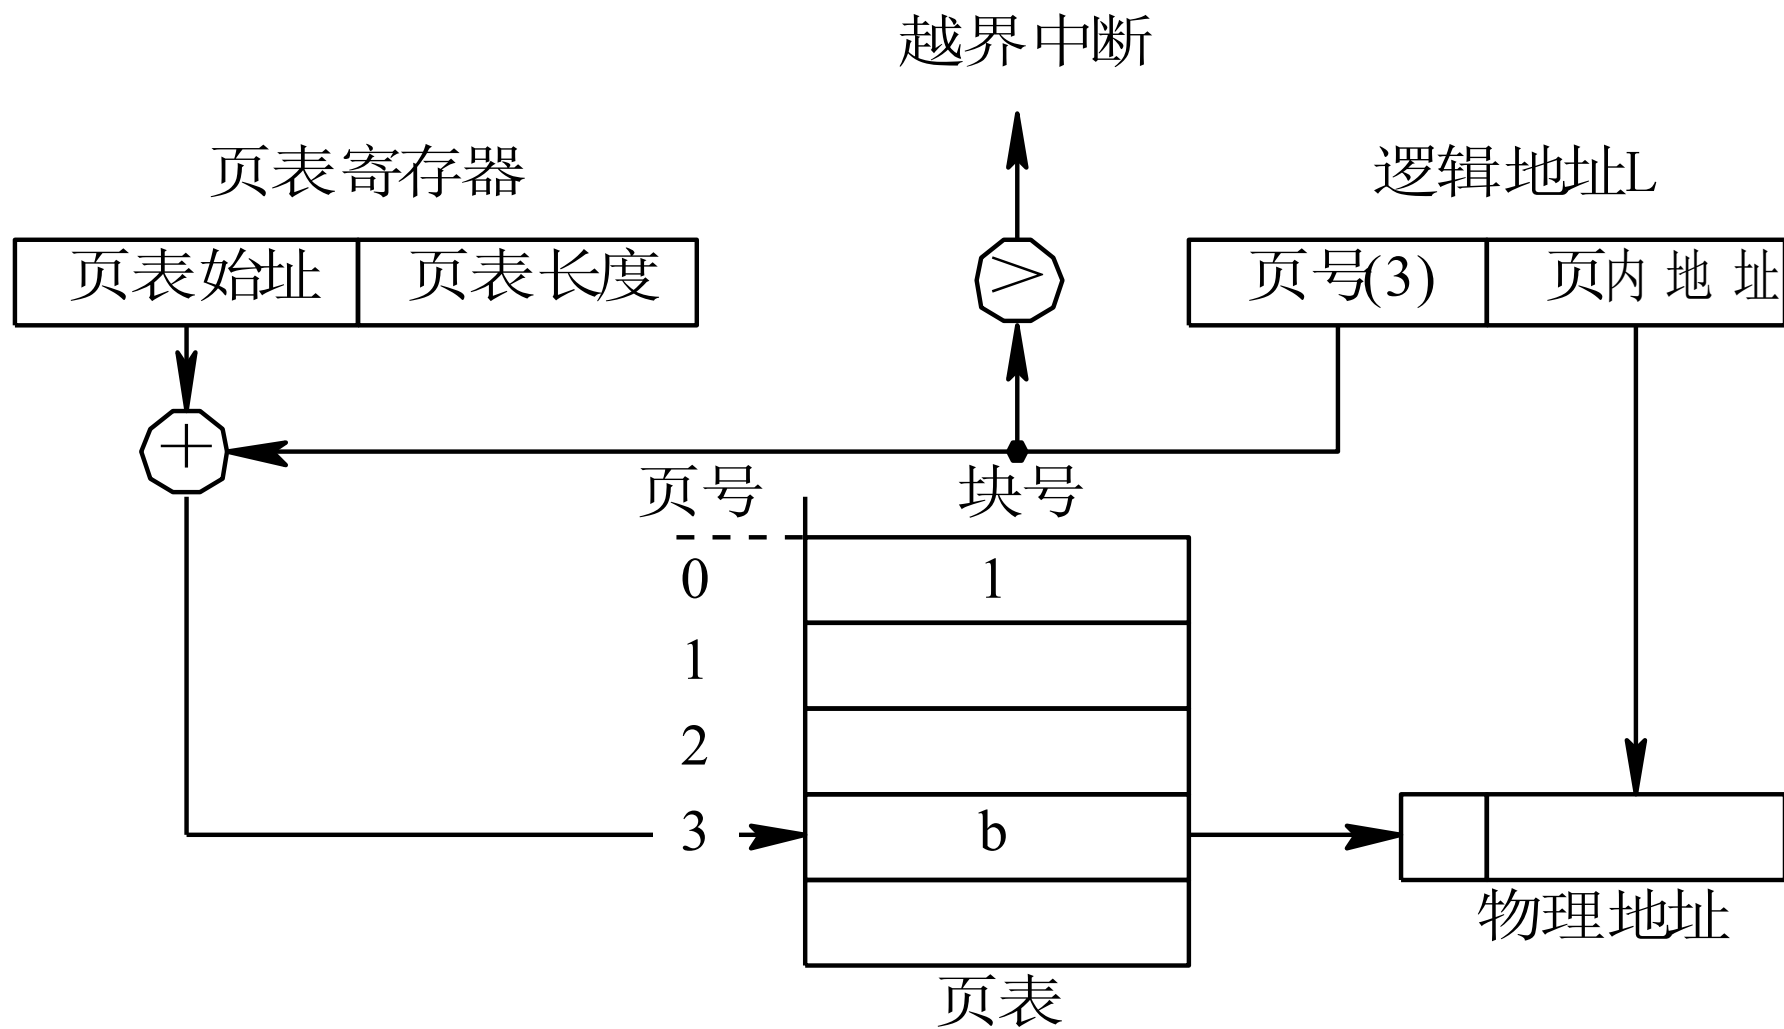 越界中断
页表寄存器
逻辑地址L
页表始址 页表长度
>
页号(3) 页内地址
+
页号 块号
0 1
1
2
3 b
物理地址
页表